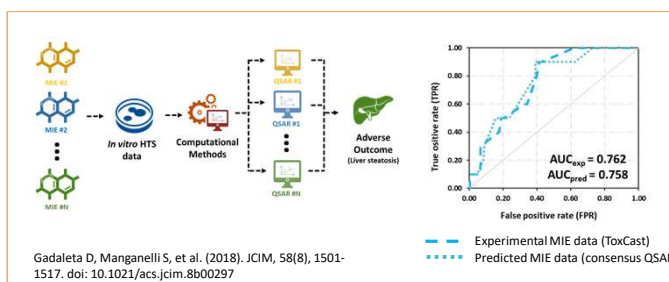 MIE #1
MIE #2
MIE #N
In vitro HTS
data
Computational
Methods
QSAR #1
QSAR #1
QSAR #N
Adverse
Outcome
(Liver steatosis)
True ositive rate (TPR)
1.00
0.80
0.60
0.40
0.20
0.00
0.00 0.20 0.40 0.60 0.80 1.00
False positive rate (FPR)
AUCexp = 0.762
AUCpred = 0.758
Experimental MIE data (ToxCast)
Predicted MIE data (consensus QSAR
Gadaleta D, Manganelli S, et al. (2018). JCIM, 58(8), 1501-
1517. doi: 10.1021/acs.jcim.8b00297